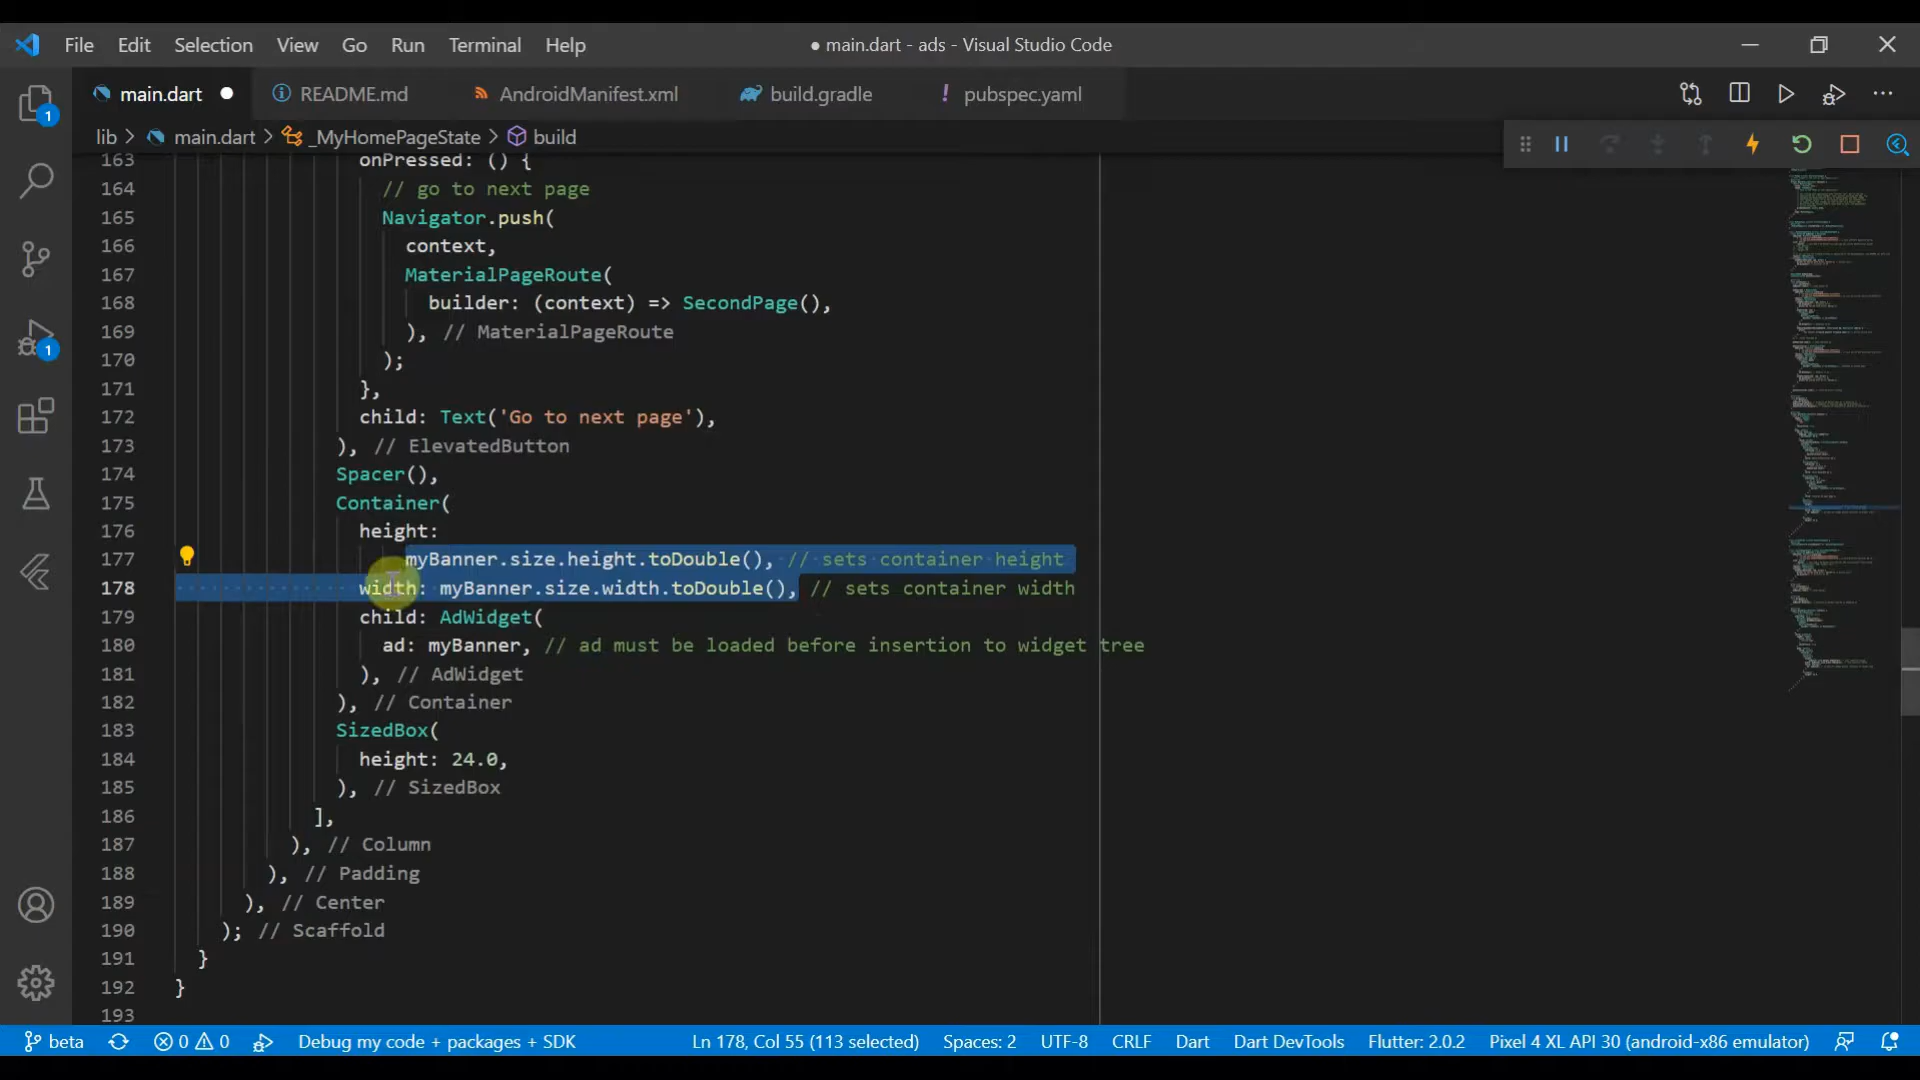 File Edit Selection View Go Run Terminal Help
● main.dart - ads - Visual Studio Code
main.dart README.md AndroidManifest.xml build.gradle ! pubspec.yaml
lib > main.dart > _MyHomePageState > build
163 onPressed: () {
164 // go to next page
165 Navigator.push(
166 context,
167 MaterialPageRoute(
168 builder: (context) => SecondPage(),
169 ), // MaterialPageRoute
170 );
171 },
172 child: Text('Go to next page'),
173 ), // ElevatedButton
174 Spacer(),
175 Container(
176 height:
177 myBanner.size.height.toDouble(), // sets container height
178 width: myBanner.size.width.toDouble(), // sets container width
179 child: AdWidget(
180 ad: myBanner, // ad must be loaded before insertion to widget tree
181 ), // AdWidget
182 ), // Container
183 SizedBox(
184 height: 24.0,
185 ), // SizedBox
186 ],
187 ), // Column
188 ), // Padding
189 ), // Center
190 ); // Scaffold
191 }
192 }
193
1
1
beta 0 0 Debug my code + packages + SDK Ln 178, Col 55 (113 selected) Spaces: 2 UTF-8 CRLF Dart Dart DevTools Flutter: 2.0.2 Pixel 4 XL API 30 (android-x86 emulator)